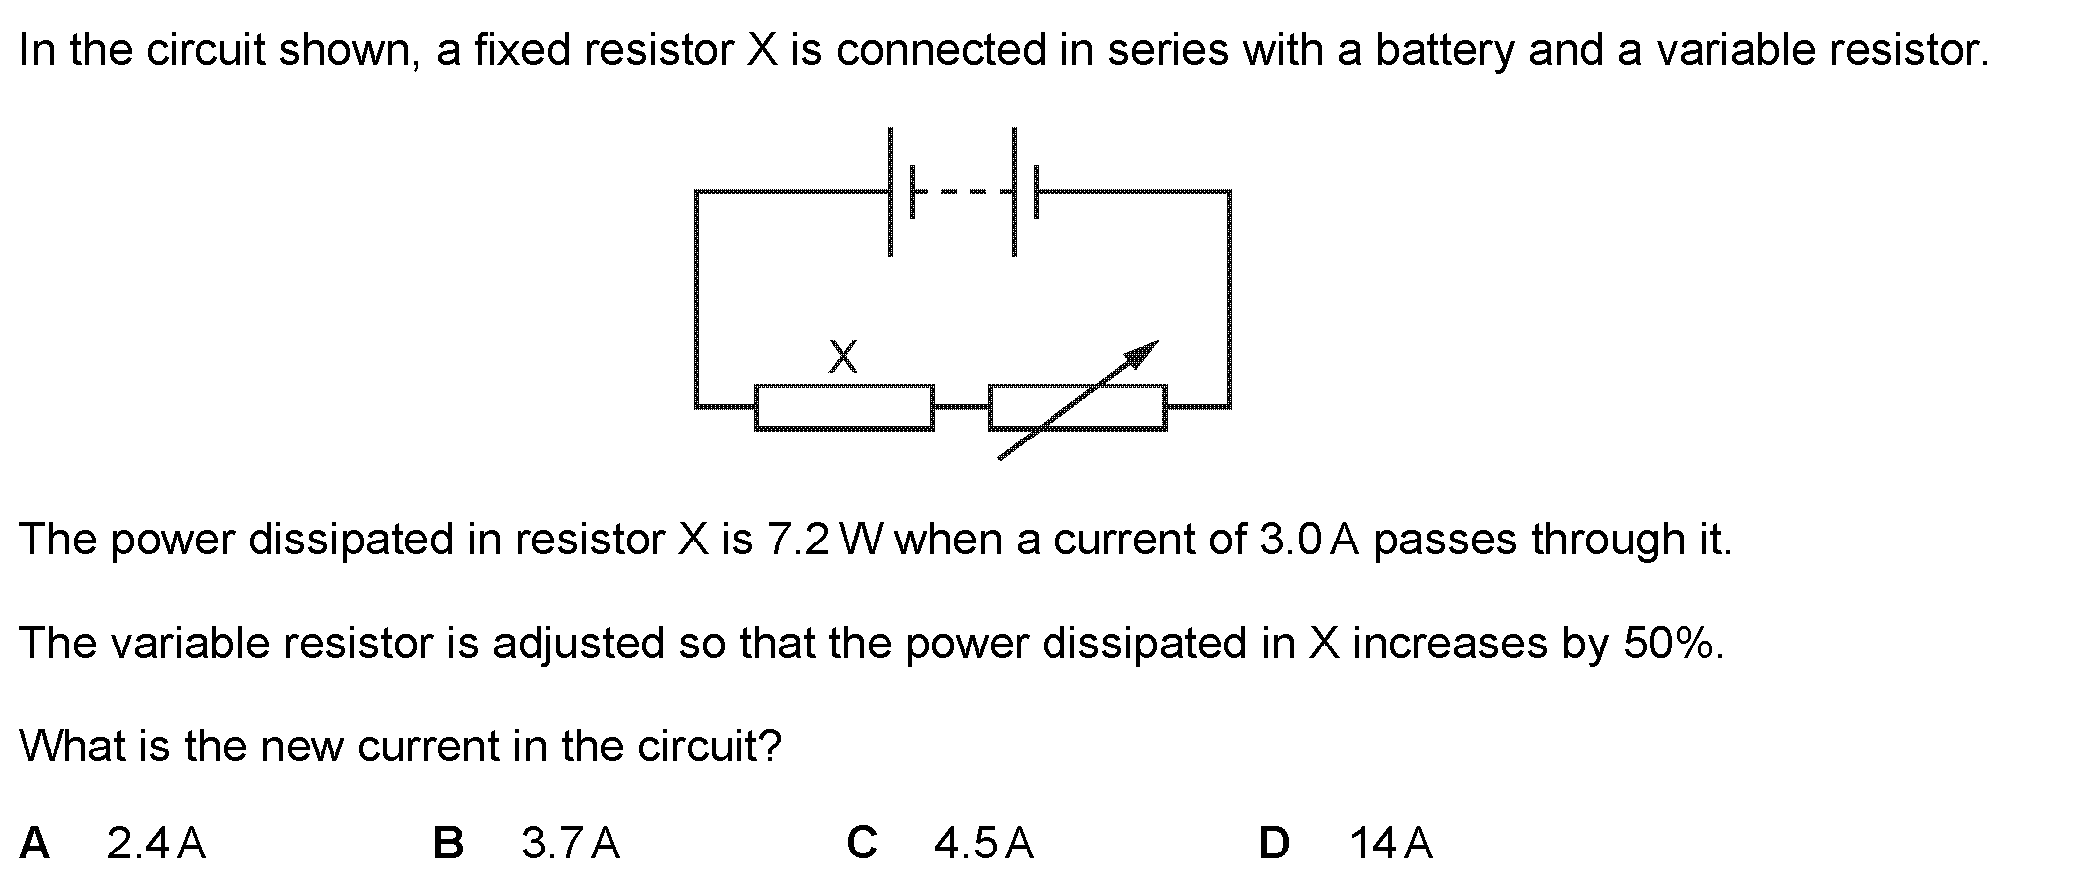 In the circuit shown, a fixed resistor X is connected in series with a battery and a variable resistor.
X
The power dissipated in resistor X is 7.2 W when a current of 3.0 A passes through it.
The variable resistor is adjusted so that the power dissipated in X increases by 50%.
What is the new current in the circuit?
A 2.4 A B 3.7 A C 4.5 A D 14 A